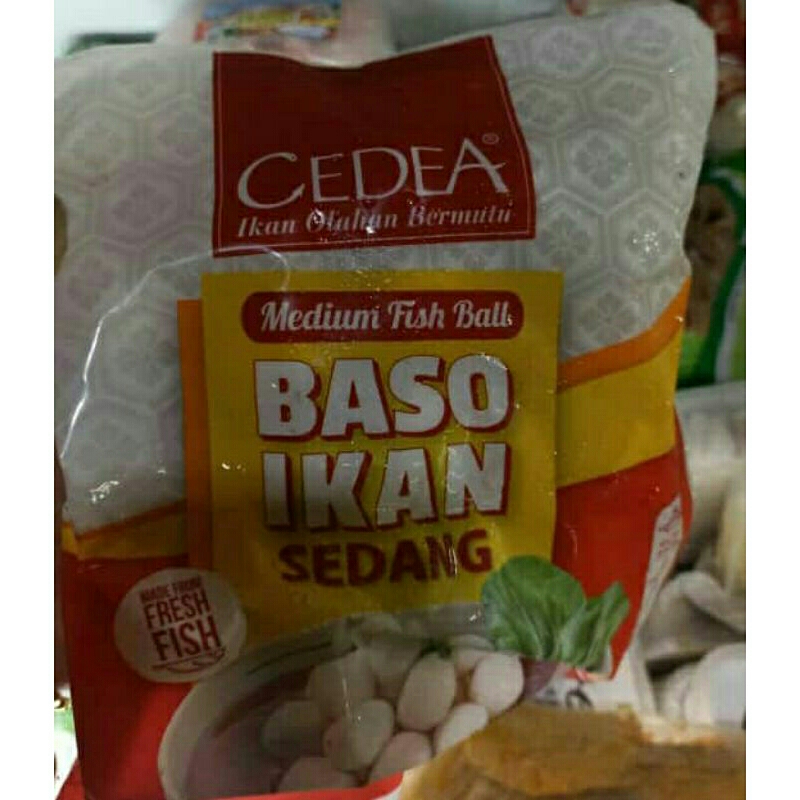 CEDEA®
Ikan Olahan Bermutu
Medium Fish Ball
BASO
IKAN
SEDANG
MADE FROM
FRESH
FISH